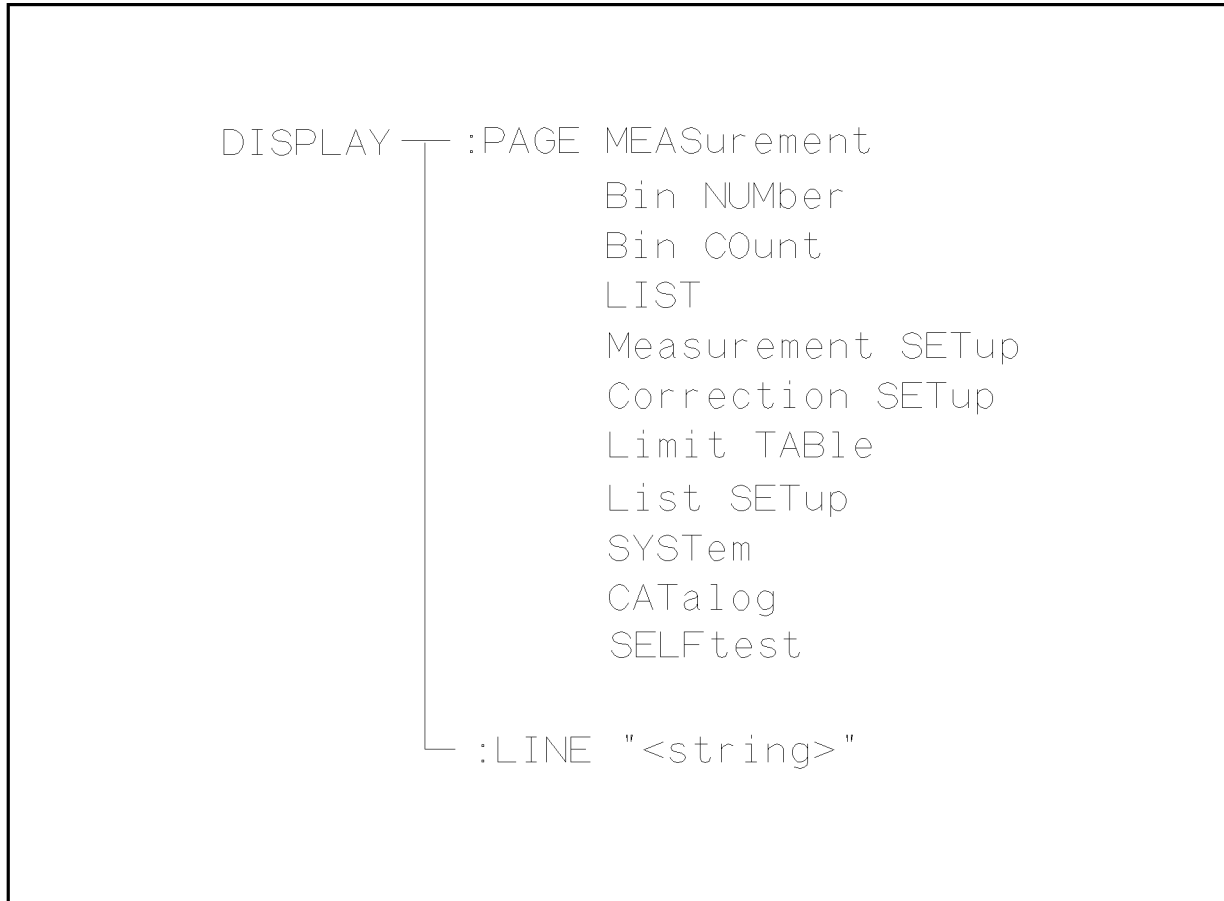 DISPLAY :PAGE MEASurement
Bin NUMber
Bin COunt
LIST
Measurement SETup
Correction SETup
Limit TABle
List SETup
SYSTem
CATalog
SELFtest
:LINE "<string>"